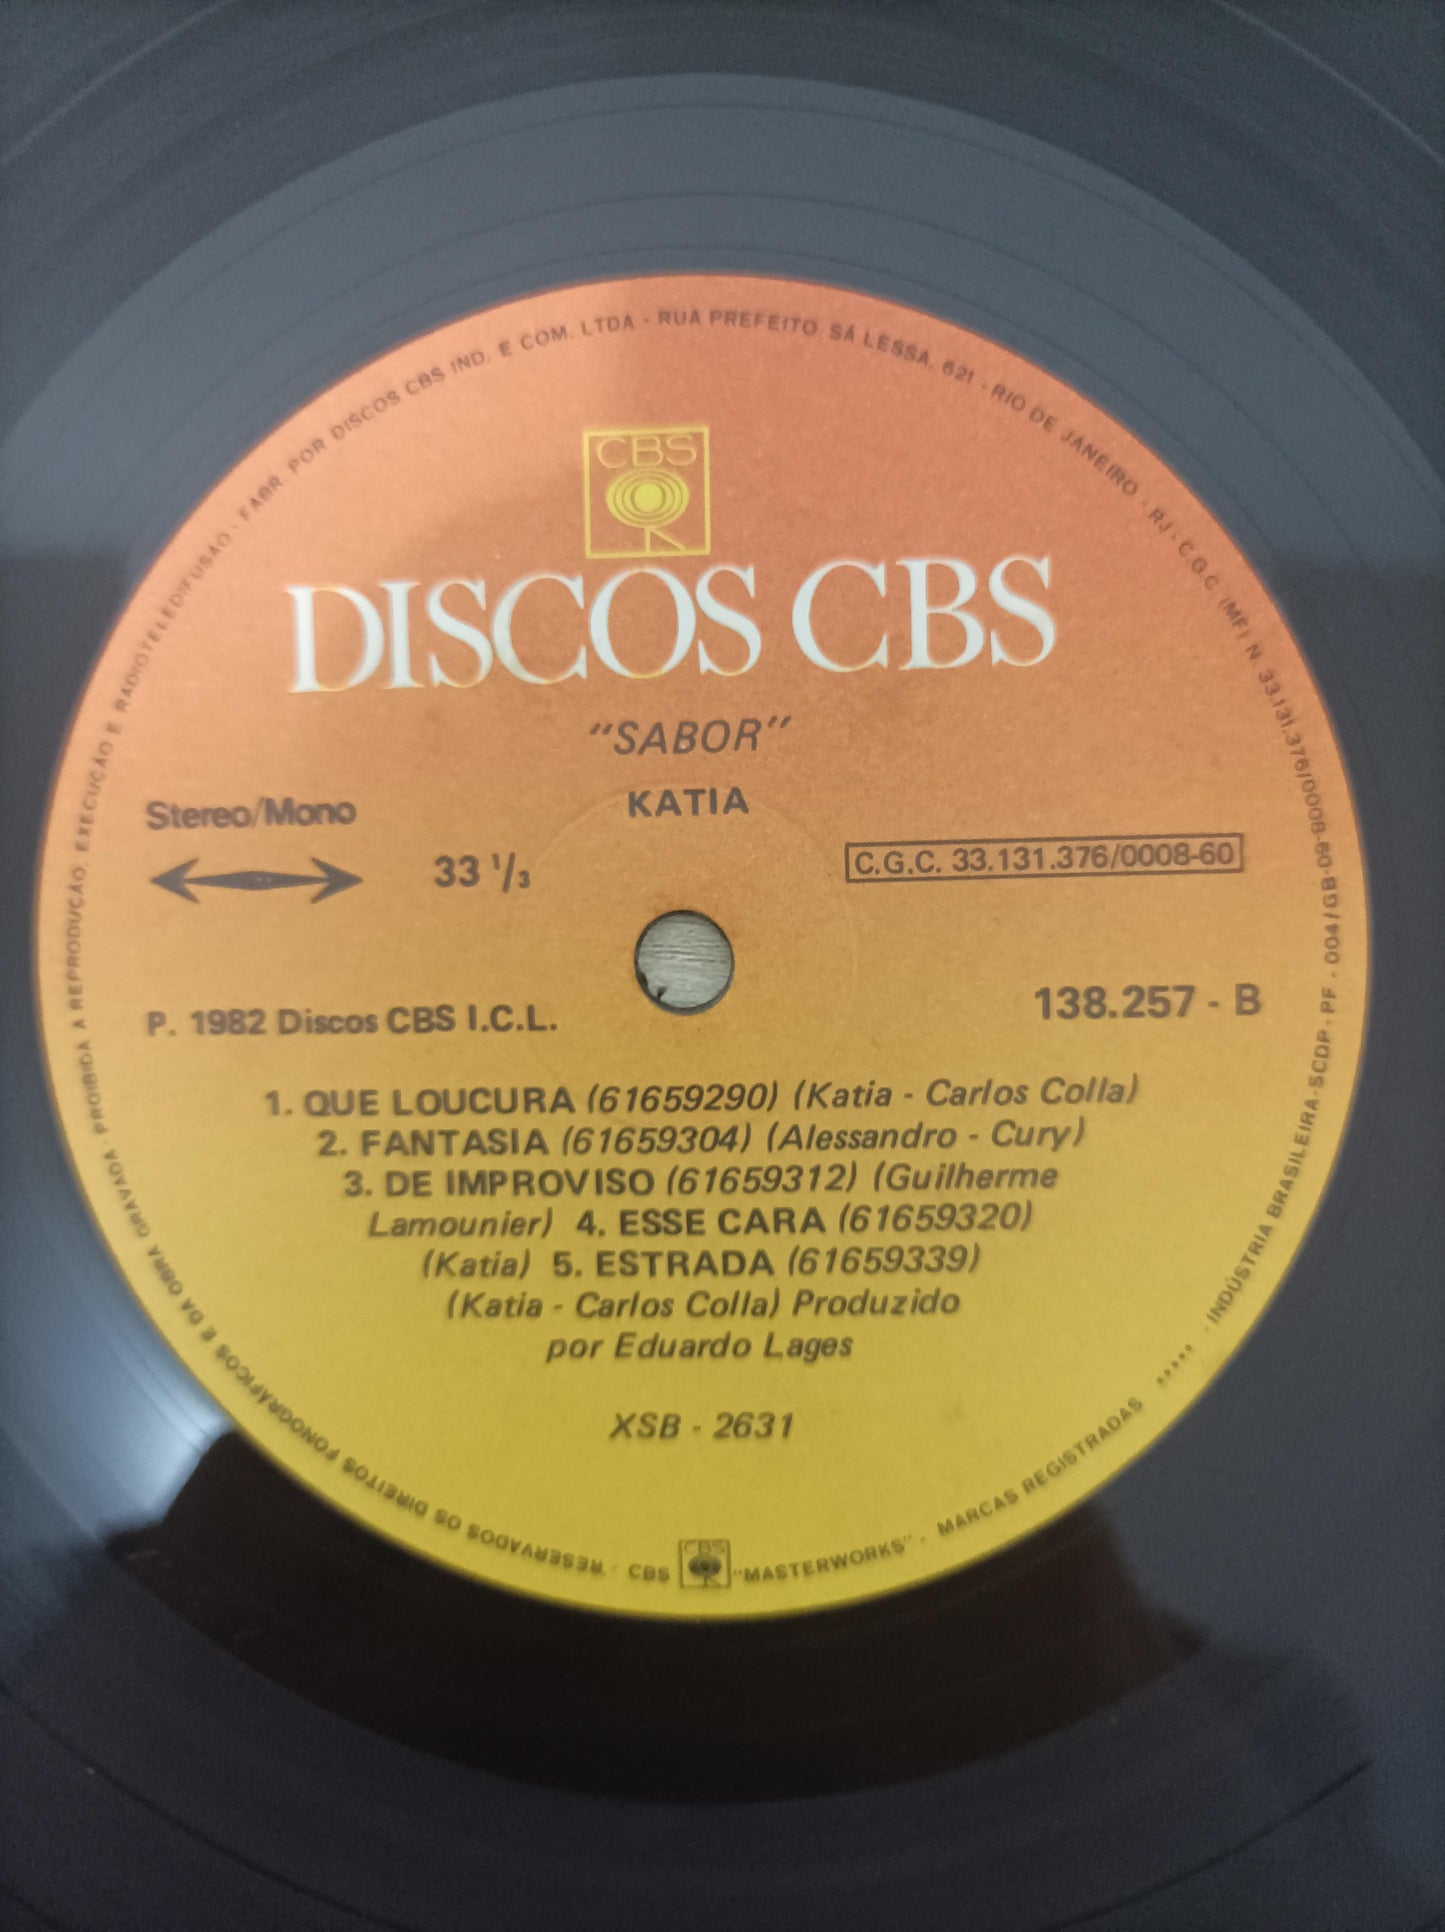 FABR. POR DISCOS CBS IND. E COM. LTDA - RUA PREFEITO SÁ LESSA, 621 - RIO DE JANEIRO - RJ - C.G.C. (MF) N. 33.131.376/0008-60 - 004/GB-SCDP-PF - INDÚSTRIA BRASILEIRA
CBS
DISCOS CBS
"SABOR"
KATIA
Stereo/Mono
33 1/3
C.G.C. 33.131.376/0008-60
P. 1982 Discos CBS I.C.L.
138.257 - B
1. QUE LOUCURA (61659290) (Katia - Carlos Colla)
2. FANTASIA (61659304) (Alessandro - Cury)
3. DE IMPROVISO (61659312) (Guilherme
Lamounier) 4. ESSE CARA (61659320)
(Katia) 5. ESTRADA (61659339)
(Katia - Carlos Colla) Produzido
por Eduardo Lages
XSB - 2631
CBS CBS "MASTERWORKS" - MARCAS REGISTRADAS
RESERVADOS OS DIREITOS FONOGRÁFICOS E DA OBRA GRAVADA - PROIBIDA A REPRODUÇÃO, EXECUÇÃO E RADIOTELEDIFUSÃO